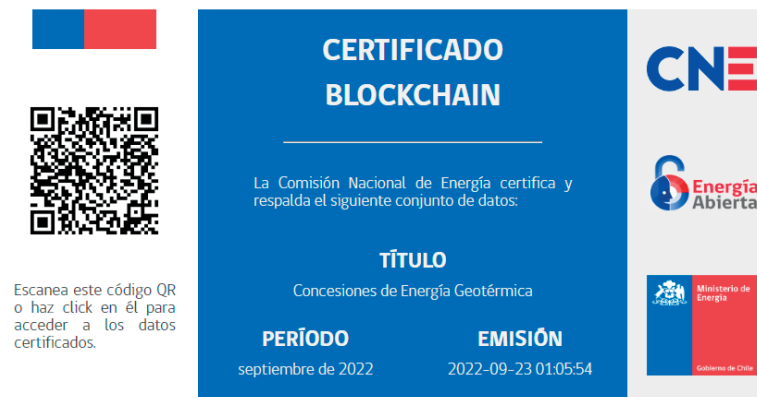 CERTIFICADO
BLOCKCHAIN
La Comisión Nacional de Energía certifica y
respalda el siguiente conjunto de datos:
TÍTULO
Concesiones de Energía Geotérmica
PERÍODO
septiembre de 2022
EMISIÓN
2022-09-23 01:05:54
Escanea este código QR
o haz click en él para
acceder a los datos
certificados.
CNE
Energía
Abierta
Ministerio de
Energía
Gobierno de Chile